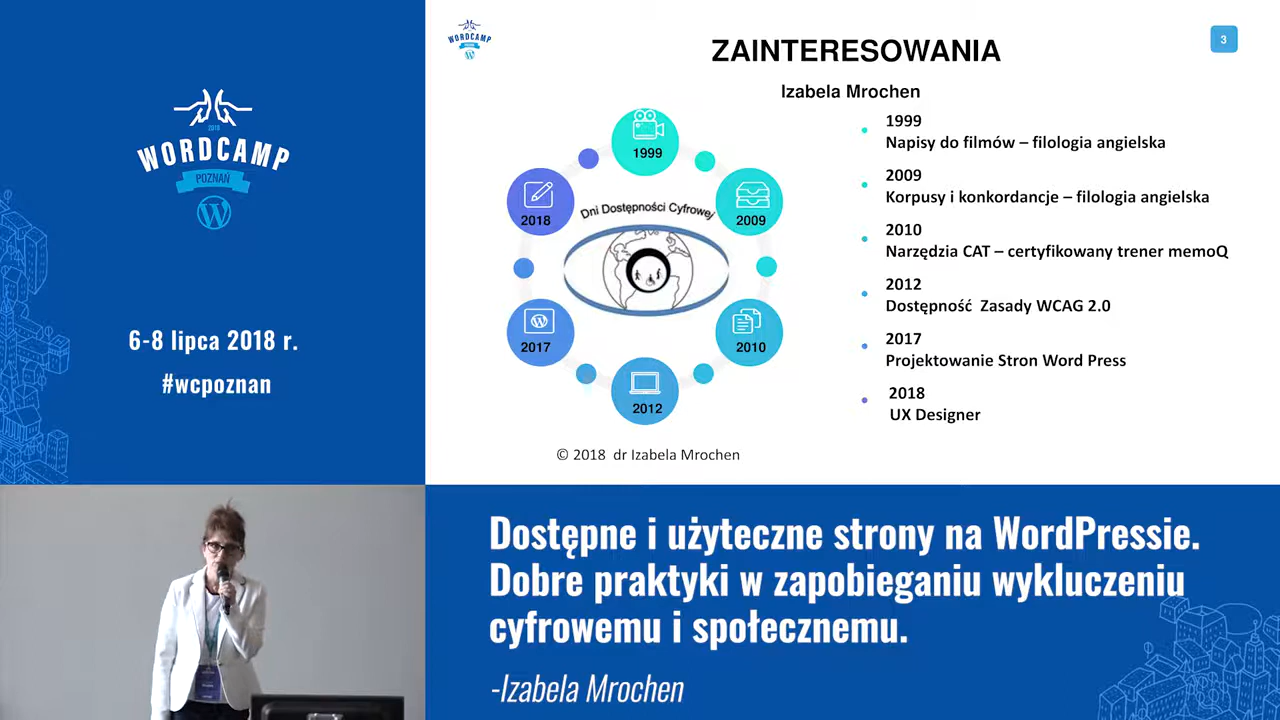 2018
WORDCAMP
POZNAŃ
6-8 lipca 2018 r.
#wcpoznan
WORDCAMP
ZAINTERESOWANIA
3
Izabela Mrochen
1999
2009
2010
2012
2017
2018
Dni Dostępności Cyfrowej
1999
Napisy do filmów – filologia angielska
2009
Korpusy i konkordancje – filologia angielska
2010
Narzędzia CAT – certyfikowany trener memoQ
2012
Dostępność  Zasady WCAG 2.0
2017
Projektowanie Stron Word Press
2018
UX Designer
© 2018  dr Izabela Mrochen
Dostępne i użyteczne strony na WordPressie.
Dobre praktyki w zapobieganiu wykluczeniu
cyfrowemu i społecznemu.
-Izabela Mrochen